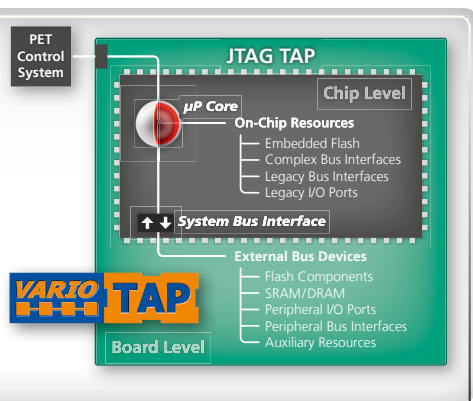 PET
Control
System
JTAG TAP
Chip Level
µP Core
On-Chip Resources
Embedded Flash
Complex Bus Interfaces
Legacy Bus Interfaces
Legacy I/O Ports
System Bus Interface
External Bus Devices
Flash Components
SRAM/DRAM
Peripheral I/O Ports
Peripheral Bus Interfaces
Auxiliary Resources
VARIO TAP
Board Level